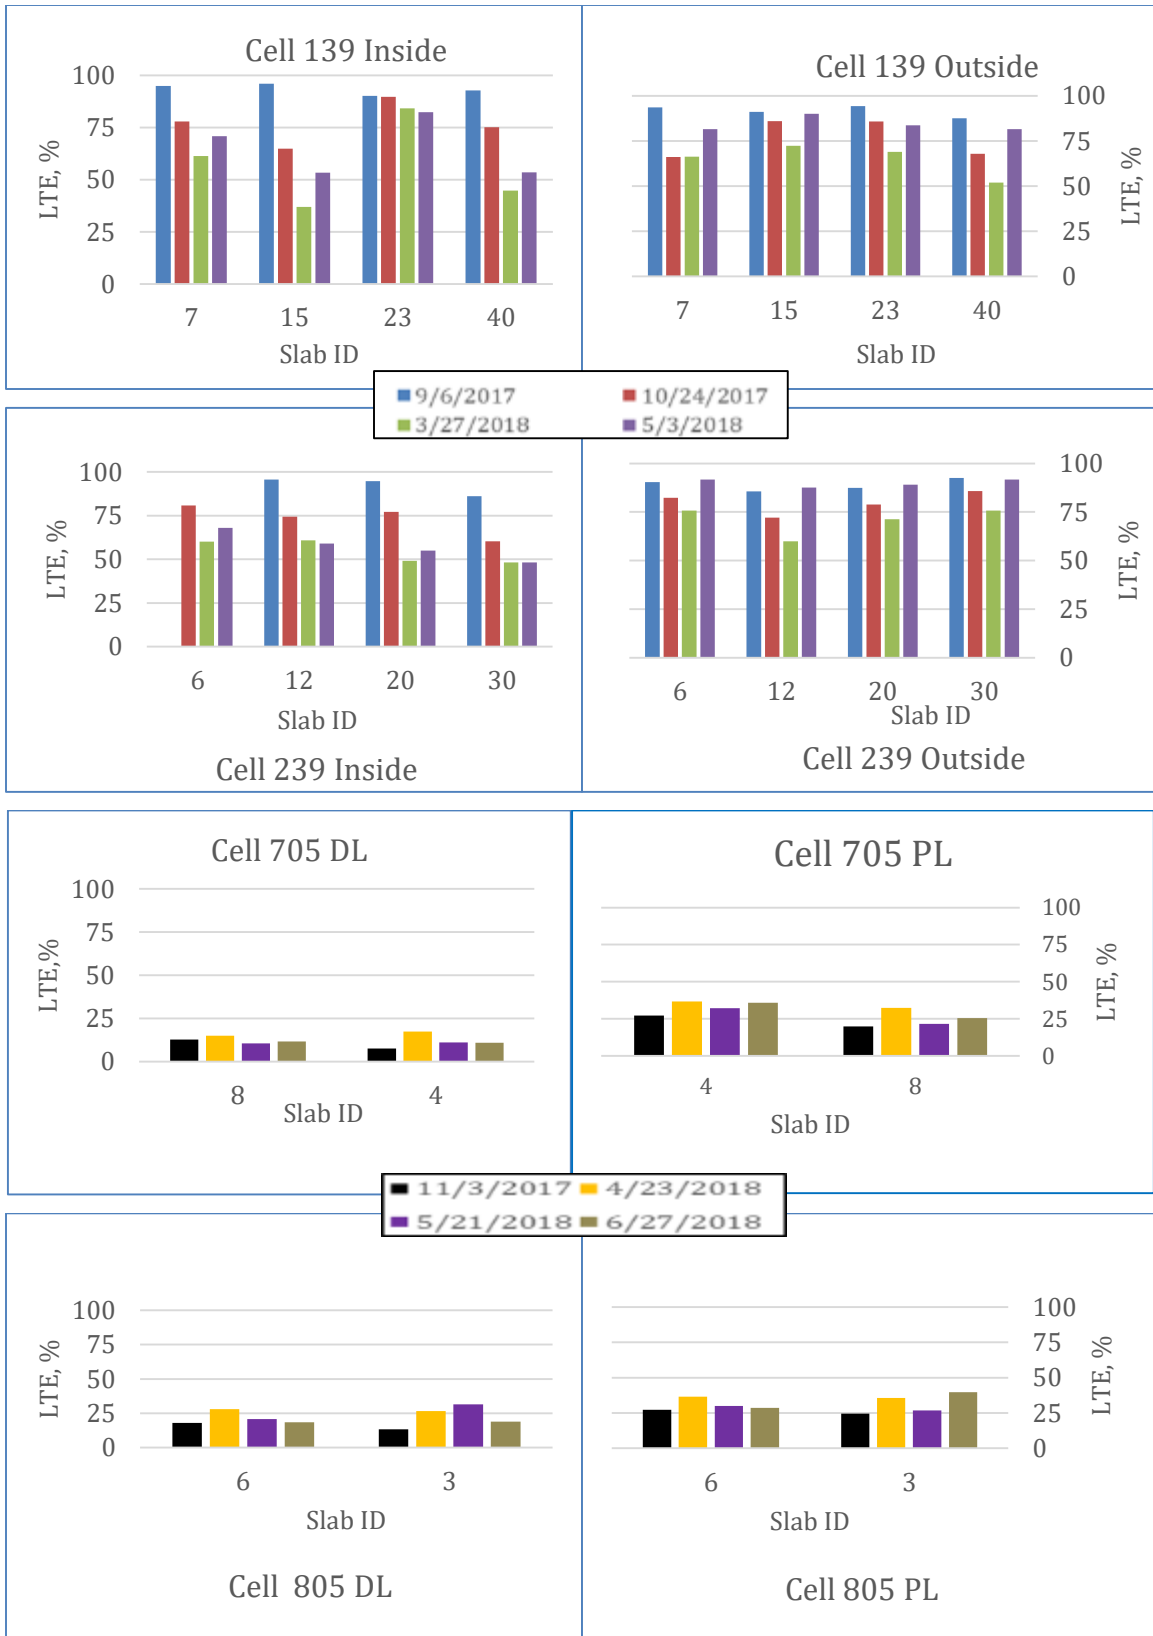 Cell 139 Inside
100
75
50
25
0
LTE, %
7 15 23 40
Slab ID
Cell 139 Outside
100
75
50
25
0
LTE, %
7 15 23 40
Slab ID
9/6/2017 10/24/2017
3/27/2018 5/3/2018
100
75
50
25
0
LTE, %
6 12 20 30
Slab ID
Cell 239 Inside
100
75
50
25
0
LTE, %
6 12 20 30
Slab ID
Cell 239 Outside
Cell 705 DL
100
75
50
25
0
LTE,%
8 4
Slab ID
Cell 705 PL
100
75
50
25
0
LTE, %
4 8
Slab ID
11/3/2017 4/23/2018
5/21/2018 6/27/2018
100
75
50
25
0
LTE, %
6 3
Slab ID
Cell 805 DL
100
75
50
25
0
LTE, %
6 3
Slab ID
Cell 805 PL